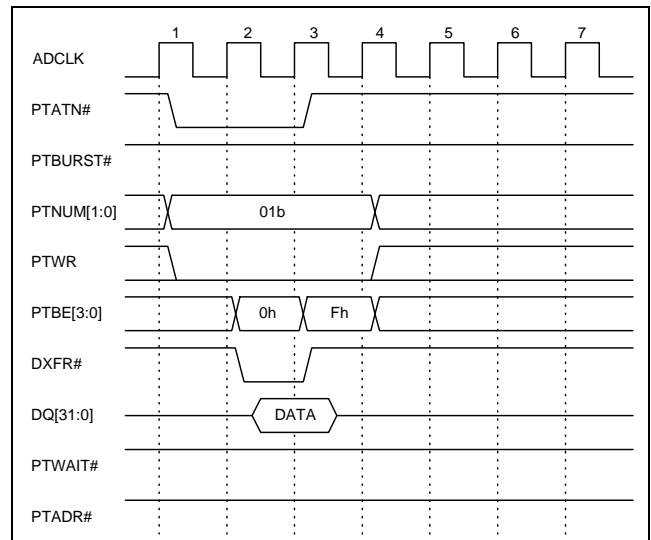 1 2 3 4 5 6 7
ADCLK
PTATN#
PTBURST#
PTNUM[1:0] 01b
PTWR
PTBE[3:0] 0h Fh
DXFR#
DQ[31:0] DATA
PTWAIT#
PTADR#